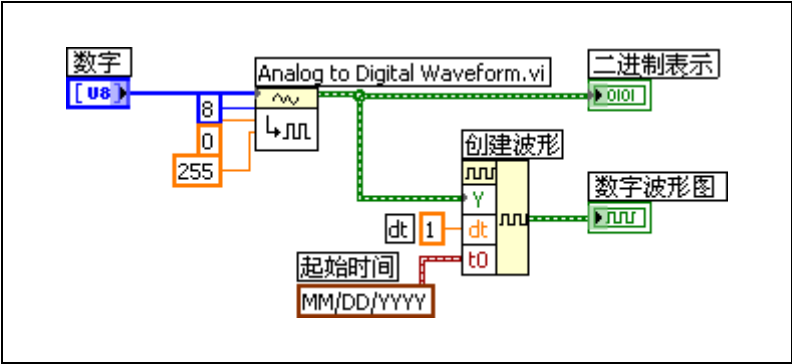 数字
[U8]
8
0
255
Analog to Digital Waveform.vi
二进制表示
0101
创建波形
Y
dt
1
dt
t0
起始时间
MM/DD/YYYY
数字波形图